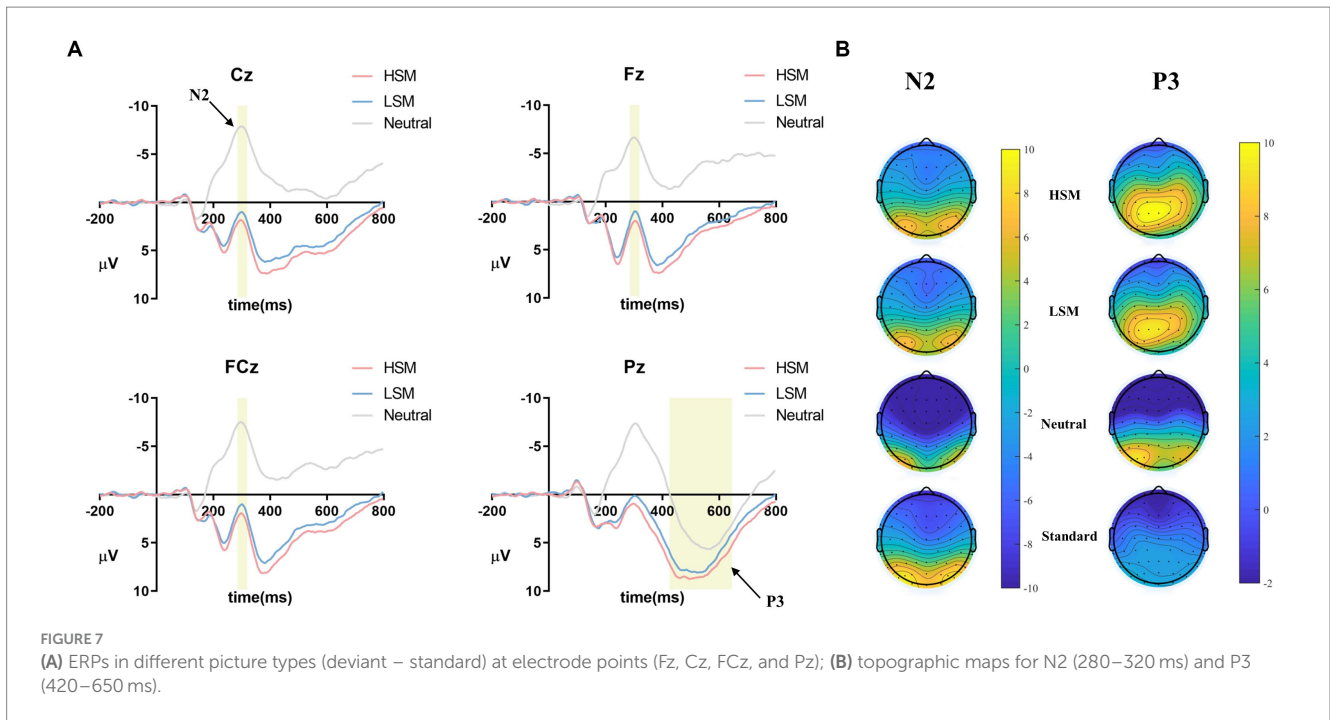 A
Cz
HSM
LSM
Neutral
N2
-10
-5
-200
200
400
600
800
5
10
μV
time(ms)
Fz
HSM
LSM
Neutral
-10
-5
-200
200
400
600
800
5
10
μV
time(ms)
FCz
HSM
LSM
Neutral
-10
-5
-200
200
400
600
800
5
10
μV
time(ms)
Pz
HSM
LSM
Neutral
-10
-5
-200
200
400
600
800
5
10
μV
time(ms)
P3
B
N2
P3
HSM
LSM
Neutral
Standard
10
8
6
4
2
0
-2
-4
-6
-8
-10
10
8
6
4
2
0
-2
FIGURE 7
(A) ERPs in different picture types (deviant – standard) at electrode points (Fz, Cz, FCz, and Pz); (B) topographic maps for N2 (280–320 ms) and P3
(420–650 ms).